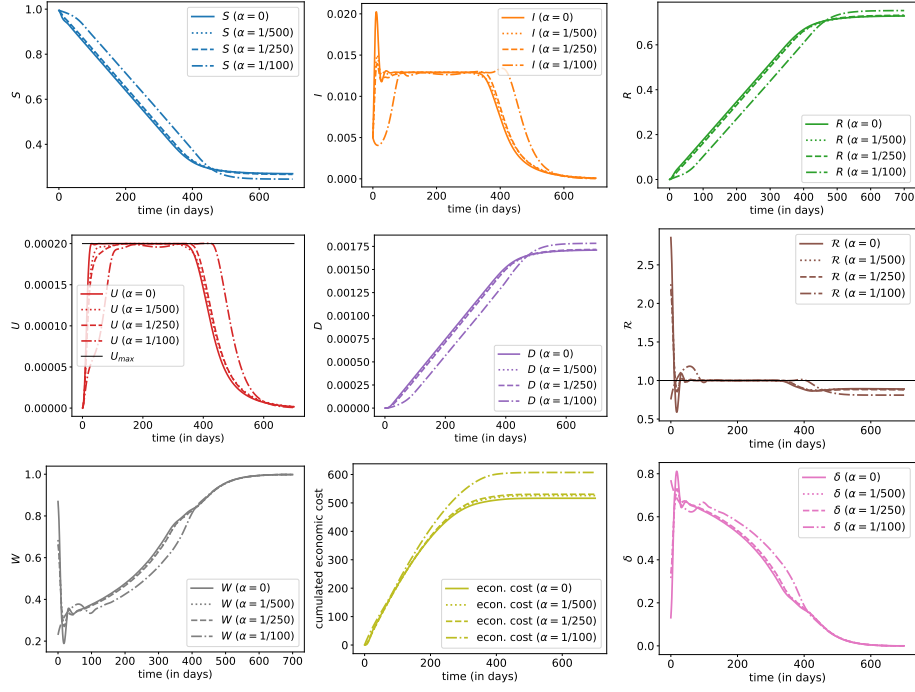 1.0
0.8
0.6
0.4
S
0
200
400
600
time (in days)
S (α = 0)
S (α = 1/500)
S (α = 1/250)
S (α = 1/100)
0.020
0.015
0.010
0.005
0.000
I
0
200
400
600
time (in days)
I (α = 0)
I (α = 1/500)
I (α = 1/250)
I (α = 1/100)
0.6
0.4
0.2
0.0
R
0
100
200
300
400
500
600
700
time (in days)
R (α = 0)
R (α = 1/500)
R (α = 1/250)
R (α = 1/100)
0.00020
0.00015
0.00010
0.00005
0.00000
U
0
200
400
600
time (in days)
U (α = 0)
U (α = 1/500)
U (α = 1/250)
U (α = 1/100)
Umax
0.00175
0.00150
0.00125
0.00100
0.00075
0.00050
0.00025
0.00000
D
0
200
400
600
time (in days)
D (α = 0)
D (α = 1/500)
D (α = 1/250)
D (α = 1/100)
2.5
2.0
1.5
1.0
0.5
ℛ
0
200
400
600
time (in days)
ℛ (α = 0)
ℛ (α = 1/500)
ℛ (α = 1/250)
ℛ (α = 1/100)
1.0
0.8
0.6
0.4
0.2
W
0
100
200
300
400
500
600
700
time (in days)
W (α = 0)
W (α = 1/500)
W (α = 1/250)
W (α = 1/100)
600
500
400
300
200
100
0
cumulated economic cost
0
200
400
600
time (in days)
econ. cost (α = 0)
econ. cost (α = 1/500)
econ. cost (α = 1/250)
econ. cost (α = 1/100)
0.8
0.6
0.4
0.2
0.0
δ
0
200
400
600
time (in days)
δ (α = 0)
δ (α = 1/500)
δ (α = 1/250)
δ (α = 1/100)